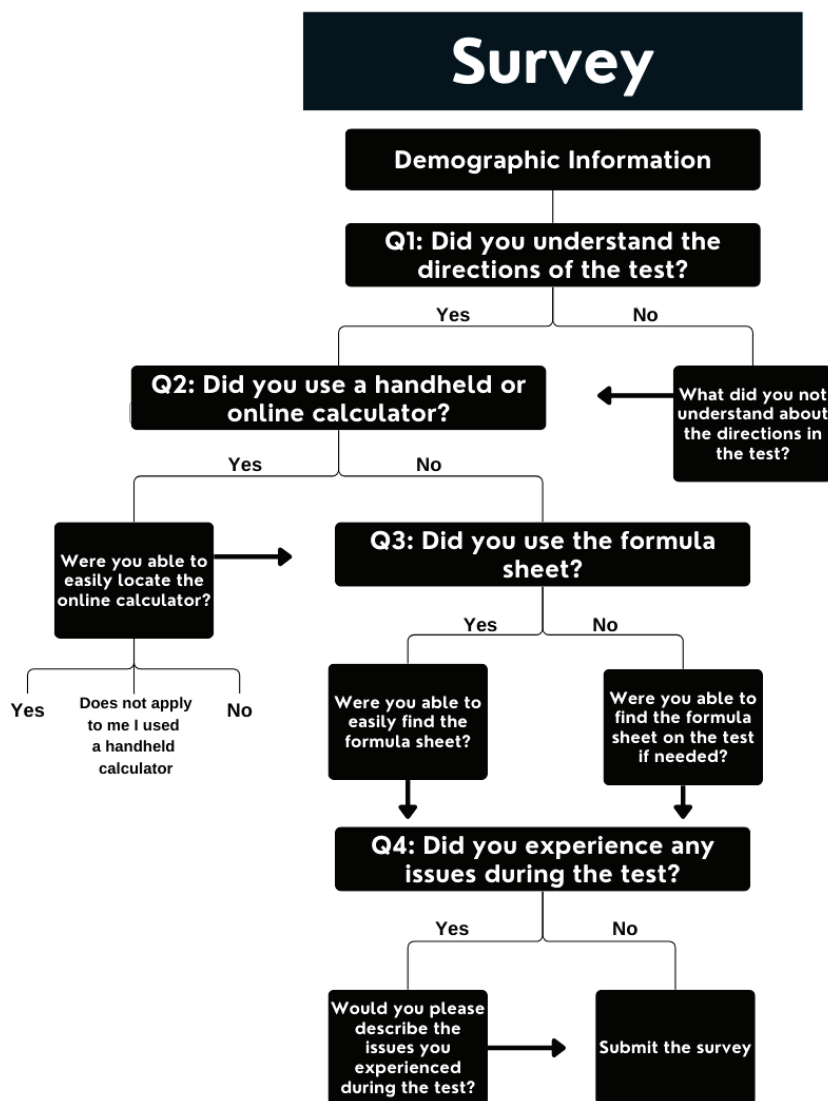 Survey
Demographic Information
Q1: Did you understand the
directions of the test?
Yes
No
Q2: Did you use a handheld or
online calculator?
What did you not
understand about
the directions in
the test?
Yes
No
Were you able to
easily locate the
online calculator?
Q3: Did you use the formula
sheet?
Yes
Does not apply
to me I used
a handheld
calculator
No
Yes
No
Were you able to
easily find the
formula sheet?
Were you able to
find the formula
sheet on the test
if needed?
Q4: Did you experience any
issues during the test?
Yes
No
Would you please
describe the
issues you
experienced
during the test?
Submit the survey